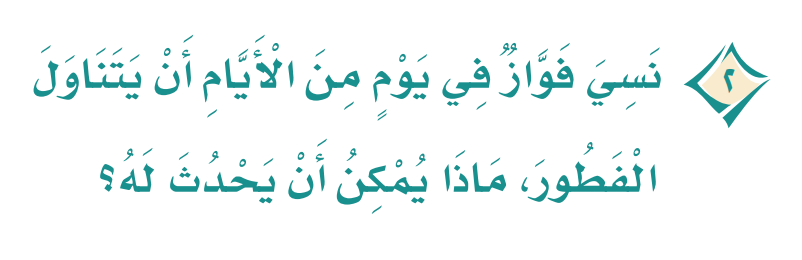 ٢ نَسِيَ فَوَّازٌ فِي يَوْمٍ مِنَ الْأَيَّامِ أَنْ يَتَنَاوَلَ
الْفَطُورَ، مَاذَا يُمْكِنُ أَنْ يَحْدُثَ لَهُ؟